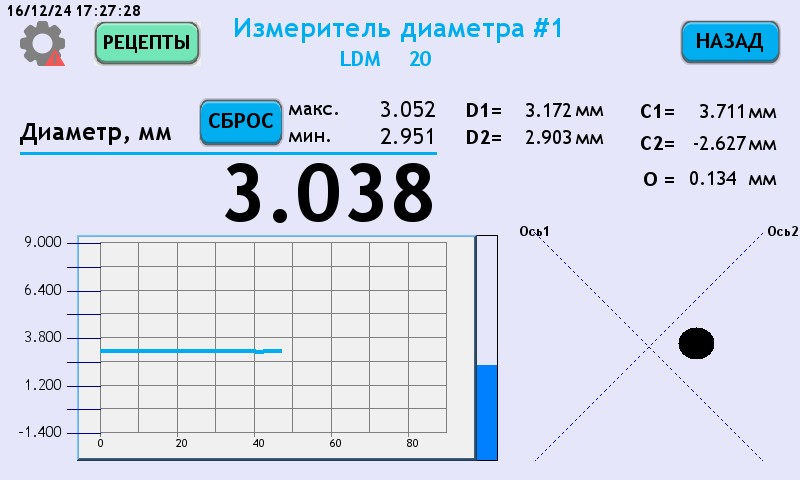 16/12/24 17:27:28
РЕЦЕПТЫ
Измеритель диаметра #1
LDM 20
НАЗАД
Диаметр, мм
СБРОС
макс. 3.052
мин. 2.951
D1= 3.172 мм
D2= 2.903 мм
C1= 3.711 мм
C2= -2.627 мм
O = 0.134 мм
3.038
9.000
6.400
3.800
1.200
-1.400
0 20 40 60 80
Ось1
Ось2